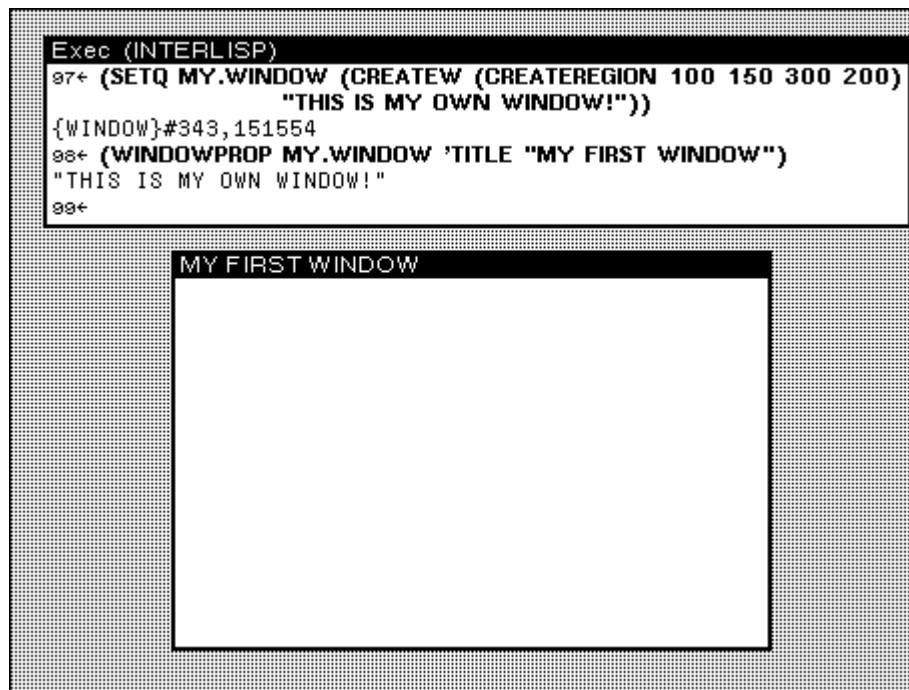 Exec (INTERLISP)
97← (SETQ MY.WINDOW (CREATEW (CREATEREGION 100 150 300 200)
"THIS IS MY OWN WINDOW!"))
{WINDOW}#343,151554
98← (WINDOWPROP MY.WINDOW 'TITLE "MY FIRST WINDOW")
"THIS IS MY OWN WINDOW!"
99←
MY FIRST WINDOW